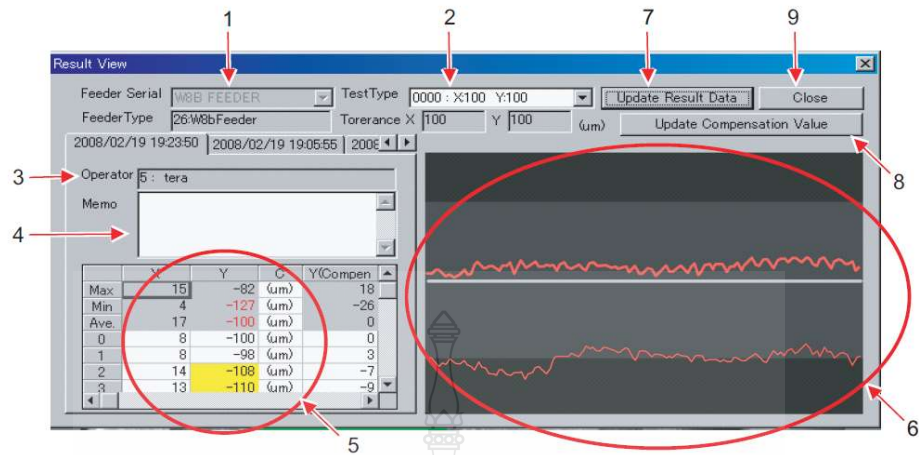 1 2 7 9
Result View
Feeder Serial W8B FEEDER TestType 0000 : X:100 Y:100 Update Result Data Close
FeederType 26:W8bFeeder Torerance X 100 Y 100 (um) Update Compensation Value
2008/02/19 19:23:50 2008/02/19 19:05:55 2008
8
3 Operator 5 : tera
Memo
4
X Y C Y(Compen
Max 15 -82 (um) 18
Min 4 -127 (um) -26
Ave. 17 -100 (um) 0
0 8 -100 (um) 0
1 8 -98 (um) 3
2 14 -108 (um) -7
3 13 -110 (um) -9
6
5